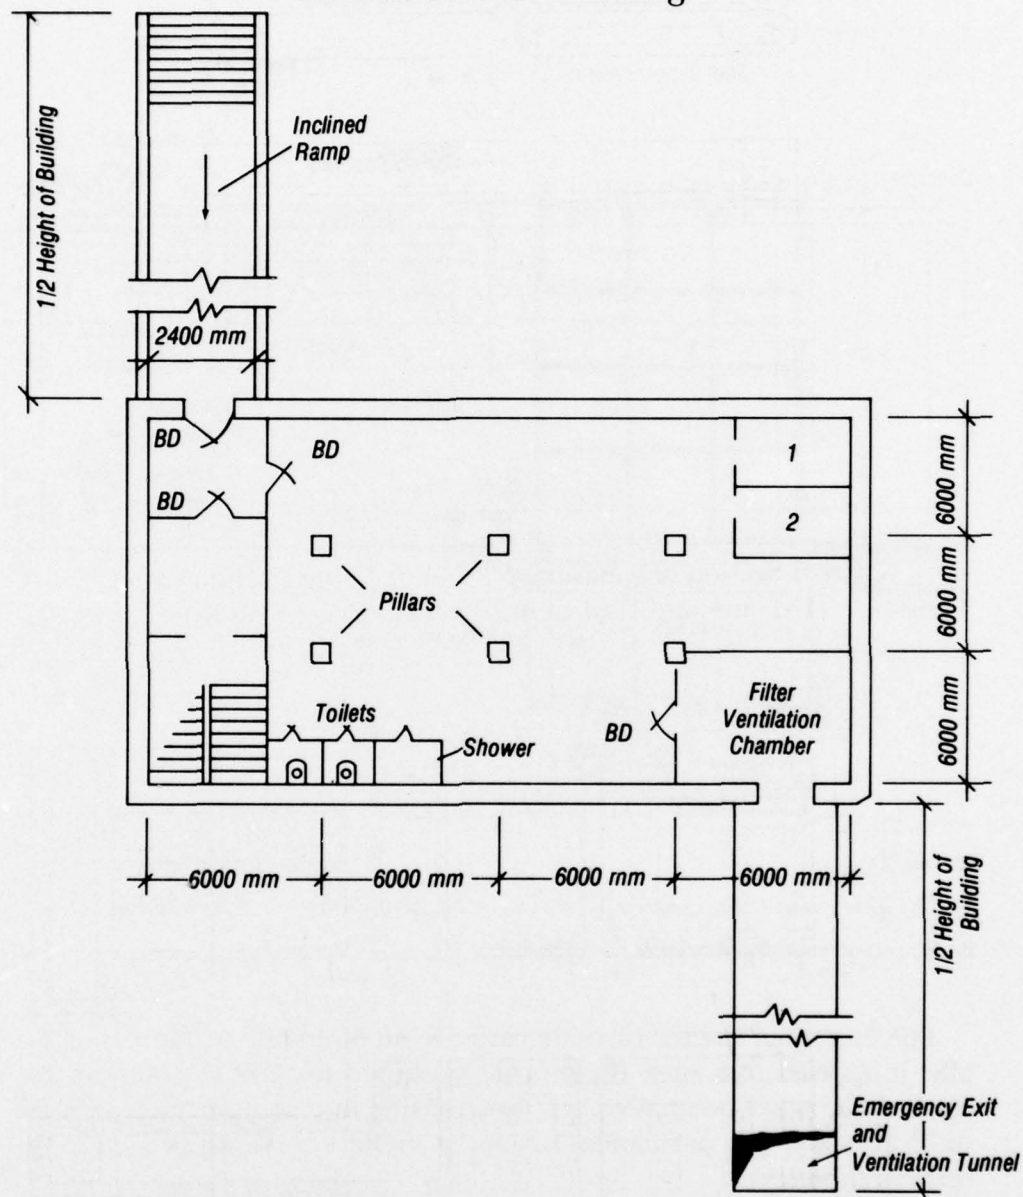 Inclined
Ramp
1/2 Height of Building
2400 mm
BD
BD
BD
1
2
6000 mm
6000 mm
6000 mm
Pillars
Toilets
Shower
BD
Filter
Ventilation
Chamber
6000 mm
6000 mm
6000 mm
6000 mm
1/2 Height of
Building
Emergency Exit
and
Ventilation Tunnel